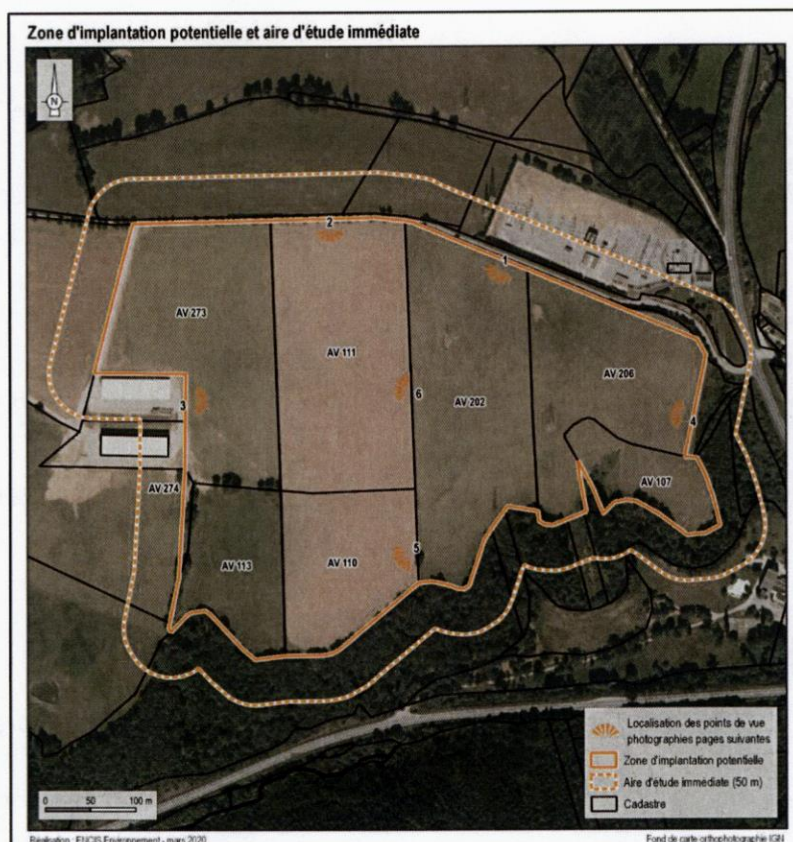 Zone d'implantation potentielle et aire d'étude immédiate
N
2
1
AV 273
AV 111
AV 206
6
AV 202
3
4
AV 107
AV 274
5
AV 113
AV 110
Localisation des points de vue
photographies pages suivantes
Zone d'implantation potentielle
Aire d'étude immédiate (50 m)
Cadastre
0 50 100 m
Réalisation : ENCIS Environnement - mars 2020
Fond de carte orthophotographie IGN